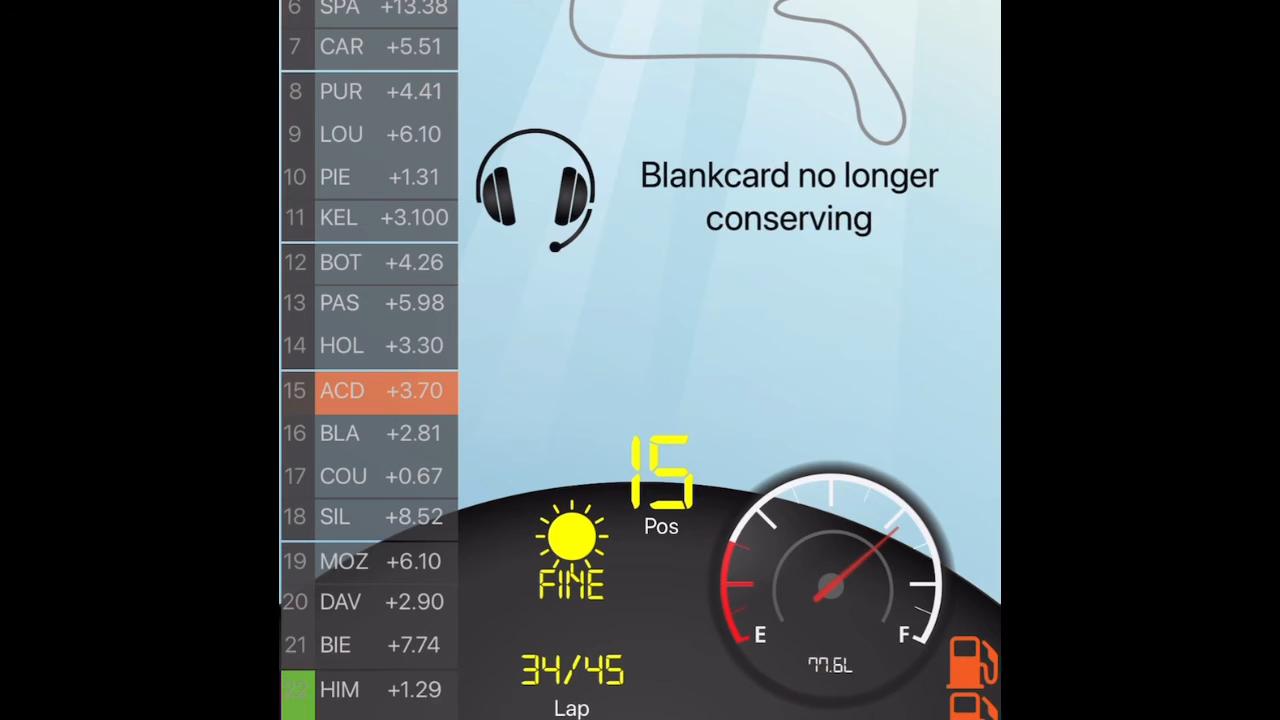 6 SPA +13.38
7 CAR +5.51
8 PUR +4.41
9 LOU +6.10
10 PIE +1.31
11 KEL +3.100
12 BOT +4.26
13 PAS +5.98
14 HOL +3.30
15 ACD +3.70
16 BLA +2.81
17 COU +0.67
18 SIL +8.52
19 MOZ +6.10
20 DAV +2.90
21 BIE +7.74
22 HIM +1.29
Blankcard no longer
conserving
15
Pos
FINE
34/45
Lap
E F
77.6L